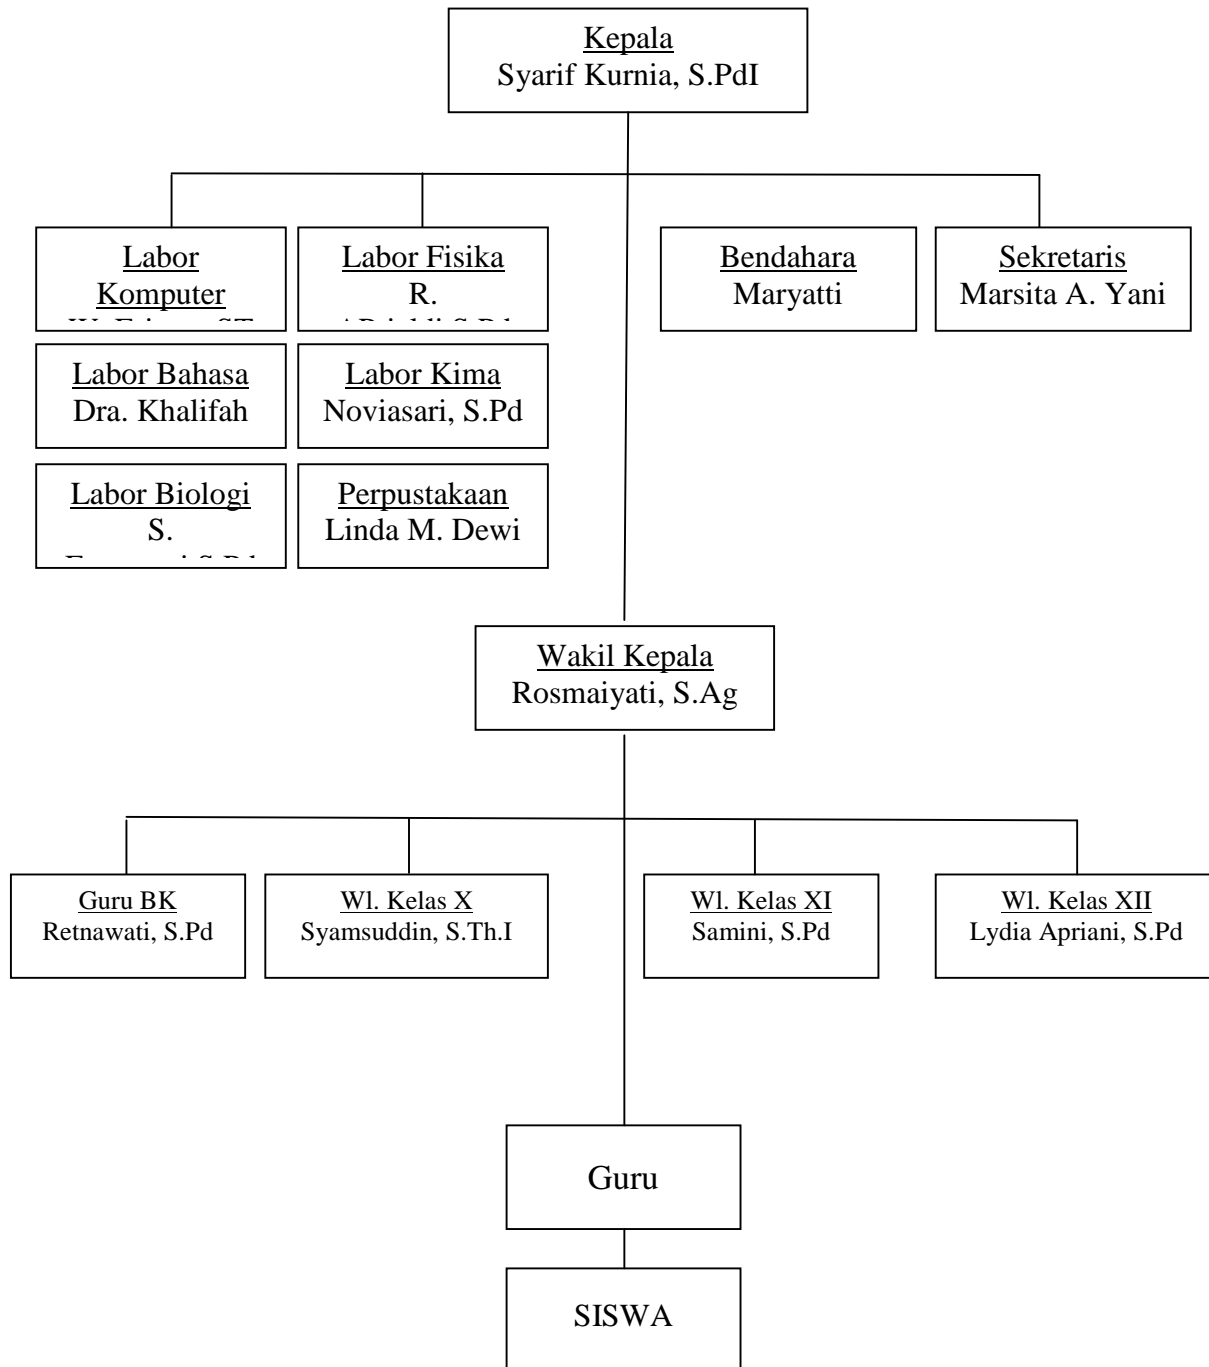 Kepala
Syarif Kurnia, S.PdI
Labor
Komputer
Labor Fisika
R.
Bendahara
Maryatti
Sekretaris
Marsita A. Yani
Labor Bahasa
Dra. Khalifah
Labor Kima
Noviasari, S.Pd
Labor Biologi
S.
Perpustakaan
Linda M. Dewi
Wakil Kepala
Rosmaiyati, S.Ag
Guru BK
Retnawati, S.Pd
Wl. Kelas X
Syamsuddin, S.Th.I
Wl. Kelas XI
Samini, S.Pd
Wl. Kelas XII
Lydia Apriani, S.Pd
Guru
SISWA